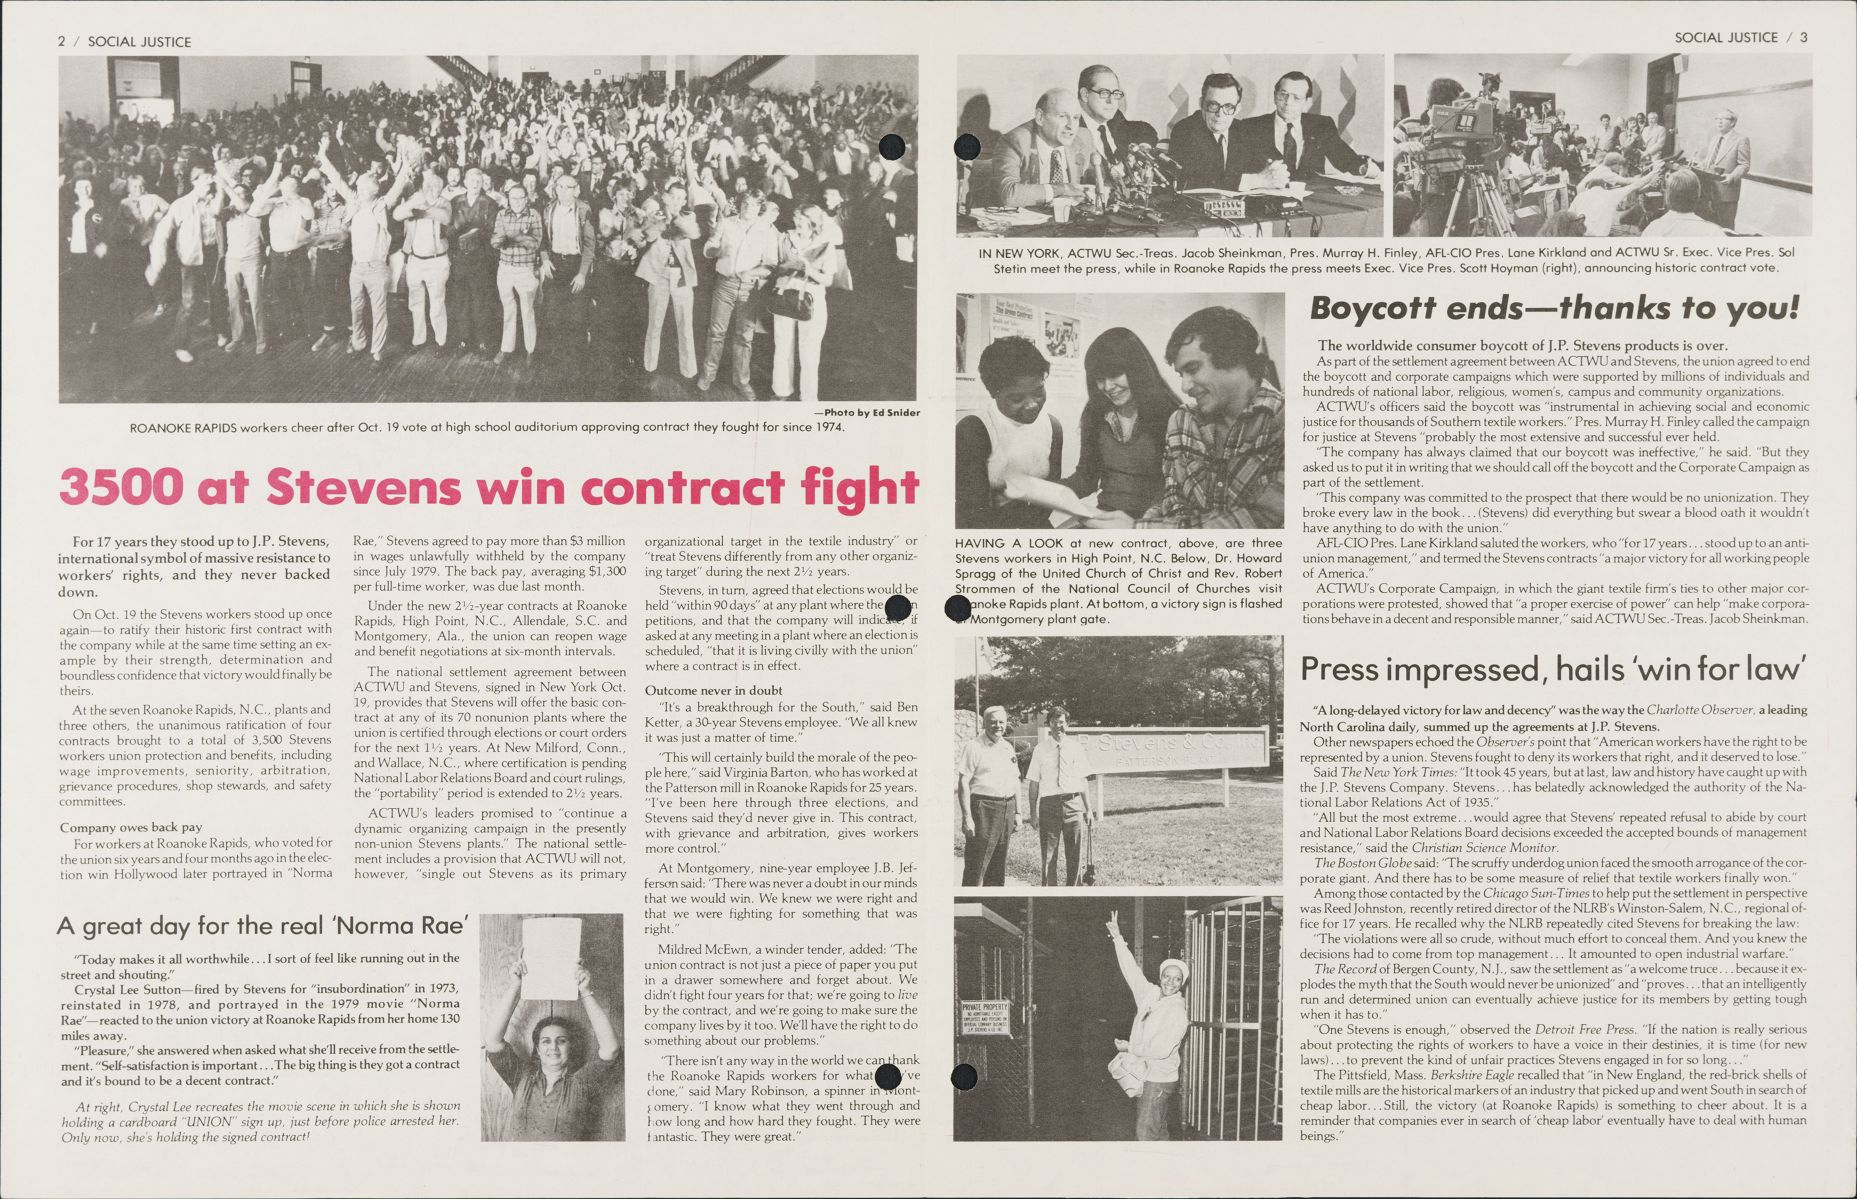 2 / SOCIAL JUSTICE
—Photo by Ed Snider
ROANOKE RAPIDS workers cheer after Oct. 19 vote at high school auditorium approving contract they fought for since 1974.
3500 at Stevens win contract fight
For 17 years they stood up to J.P. Stevens,
international symbol of massive resistance to
workers' rights, and they never backed
down.
On Oct. 19 the Stevens workers stood up once
again—to ratify their historic first contract with
the company while at the same time setting an ex-
ample by their strength, determination and
boundless confidence that victory would finally be
theirs.
At the seven Roanoke Rapids, N.C., plants and
three others, the unanimous ratification of four
contracts brought to a total of 3,500 Stevens
workers union protection and benefits, including
wage improvements, seniority, arbitration,
grievance procedures, shop stewards, and safety
committees.
Company owes back pay
For workers at Roanoke Rapids, who voted for
the union six years and four months ago in the elec-
tion win Hollywood later portrayed in "Norma
Rae," Stevens agreed to pay more than $3 million
in wages unlawfully withheld by the company
since July 1979. The back pay, averaging $1,300
per full-time worker, was due last month.
Under the new 2½-year contracts at Roanoke
Rapids, High Point, N.C., Allendale, S.C. and
Montgomery, Ala., the union can reopen wage
and benefit negotiations at six-month intervals.
The national settlement agreement between
ACTWU and Stevens, signed in New York Oct.
19, provides that Stevens will offer the basic con-
tract at any of its 70 nonunion plants where the
union is certified through elections or court orders
for the next 1½ years. At New Milford, Conn.,
and Wallace, N.C., where certification is pending
National Labor Relations Board and court rulings,
the "portability" period is extended to 2½ years.
ACTWU's leaders promised to "continue a
dynamic organizing campaign in the presently
non-union Stevens plants." The national settle-
ment includes a provision that ACTWU will not,
however, "single out Stevens as its primary
organizational target in the textile industry" or
"treat Stevens differently from any other organiz-
ing target" during the next 2½ years.
Stevens, in turn, agreed that elections would be
held "within 90 days" at any plant where the
petitions, and that the company will indicate, if
asked at any meeting in a plant where an election is
scheduled, "that it is living civilly with the union"
where a contract is in effect.
Outcome never in doubt
"It's a breakthrough for the South," said Ben
Ketter, a 30-year Stevens employee. "We all knew
it was just a matter of time."
"This will certainly build the morale of the peo-
ple here," said Virginia Barton, who has worked at
the Patterson mill in Roanoke Rapids for 25 years.
"I've been here through three elections, and
Stevens said they'd never give in. This contract,
with grievance and arbitration, gives workers
more control."
At Montgomery, nine-year employee J.B. Jef-
ferson said: "There was never a doubt in our minds
that we would win. We knew we were right and
that we were fighting for something that was
right."
Mildred McEwn, a winder tender, added: "The
union contract is not just a piece of paper you put
in a drawer somewhere and forget about. We
didn't fight four years for that; we're going to live
by the contract, and we're going to make sure the
company lives by it too. We'll have the right to do
something about our problems."
"There isn't any way in the world we can thank
the Roanoke Rapids workers for what 've
done," said Mary Robinson, a spinner in Mont-
gomery. "I know what they went through and
how long and how hard they fought. They were
fantastic. They were great."
A great day for the real 'Norma Rae'
"Today makes it all worthwhile...I sort of feel like running out in the
street and shouting."
Crystal Lee Sutton—fired by Stevens for "insubordination" in 1973,
reinstated in 1978, and portrayed in the 1979 movie "Norma
Rae"—reacted to the union victory at Roanoke Rapids from her home 130
miles away.
"Pleasure," she answered when asked what she'll receive from the settle-
ment. "Self-satisfaction is important...The big thing is they got a contract
and it's bound to be a decent contract."
At right, Crystal Lee recreates the movie scene in which she is shown
holding a cardboard "UNION" sign up, just before police arrested her.
Only now, she's holding the signed contract!
SOCIAL JUSTICE / 3
IN NEW YORK, ACTWU Sec.-Treas. Jacob Sheinkman, Pres. Murray H. Finley, AFL-CIO Pres. Lane Kirkland and ACTWU Sr. Exec. Vice Pres. Sol
Stetin meet the press, while in Roanoke Rapids the press meets Exec. Vice Pres. Scott Hoyman (right), announcing historic contract vote.
HAVING A LOOK at new contract, above, are three
Stevens workers in High Point, N.C. Below, Dr. Howard
Spragg of the United Church of Christ and Rev. Robert
Strommen of the National Council of Churches visit
anoke Rapids plant. At bottom, a victory sign is flashed
Montgomery plant gate.
J.P. Stevens & Co. Inc.
PATTERSON PLANT
PRIVATE PROPERTY
Boycott ends—thanks to you!
The worldwide consumer boycott of J.P. Stevens products is over.
As part of the settlement agreement between ACTWU and Stevens, the union agreed to end
the boycott and corporate campaigns which were supported by millions of individuals and
hundreds of national labor, religious, women's, campus and community organizations.
ACTWU's officers said the boycott was "instrumental in achieving social and economic
justice for thousands of Southern textile workers." Pres. Murray H. Finley called the campaign
for justice at Stevens "probably the most extensive and successful ever held.
"The company has always claimed that our boycott was ineffective," he said. "But they
asked us to put it in writing that we should call off the boycott and the Corporate Campaign as
part of the settlement.
"This company was committed to the prospect that there would be no unionization. They
broke every law in the book...(Stevens) did everything but swear a blood oath it wouldn't
have anything to do with the union."
AFL-CIO Pres. Lane Kirkland saluted the workers, who "for 17 years...stood up to an anti-
union management," and termed the Stevens contracts "a major victory for all working people
of America."
ACTWU's Corporate Campaign, in which the giant textile firm's ties to other major cor-
porations were protested, showed that "a proper exercise of power" can help "make corpora-
tions behave in a decent and responsible manner," said ACTWU Sec.-Treas. Jacob Sheinkman.
Press impressed, hails 'win for law'
"A long-delayed victory for law and decency" was the way the Charlotte Observer, a leading
North Carolina daily, summed up the agreements at J.P. Stevens.
Other newspapers echoed the Observer's point that "American workers have the right to be
represented by a union. Stevens fought to deny its workers that right, and it deserved to lose."
Said The New York Times: "It took 45 years, but at last, law and history have caught up with
the J.P. Stevens Company. Stevens...has belatedly acknowledged the authority of the Na-
tional Labor Relations Act of 1935."
"All but the most extreme...would agree that Stevens' repeated refusal to abide by court
and National Labor Relations Board decisions exceeded the accepted bounds of management
resistance," said the Christian Science Monitor.
The Boston Globe said: "The scruffy underdog union faced the smooth arrogance of the cor-
porate giant. And there has to be some measure of relief that textile workers finally won."
Among those contacted by the Chicago Sun-Times to help put the settlement in perspective
was Reed Johnston, recently retired director of the NLRB's Winston-Salem, N.C., regional of-
fice for 17 years. He recalled why the NLRB repeatedly cited Stevens for breaking the law:
"The violations were all so crude, without much effort to conceal them. And you knew the
decisions had to come from top management... It amounted to open industrial warfare."
The Record of Bergen County, N.J., saw the settlement as "a welcome truce...because it ex-
plodes the myth that the South would never be unionized" and "proves...that an intelligently
run and determined union can eventually achieve justice for its members by getting tough
when it has to."
"One Stevens is enough," observed the Detroit Free Press. "If the nation is really serious
about protecting the rights of workers to have a voice in their destinies, it is time (for new
laws)...to prevent the kind of unfair practices Stevens engaged in for so long..."
The Pittsfield, Mass. Berkshire Eagle recalled that "in New England, the red-brick shells of
textile mills are the historical markers of an industry that picked up and went South in search of
cheap labor...Still, the victory (at Roanoke Rapids) is something to cheer about. It is a
reminder that companies ever in search of 'cheap labor' eventually have to deal with human
beings."